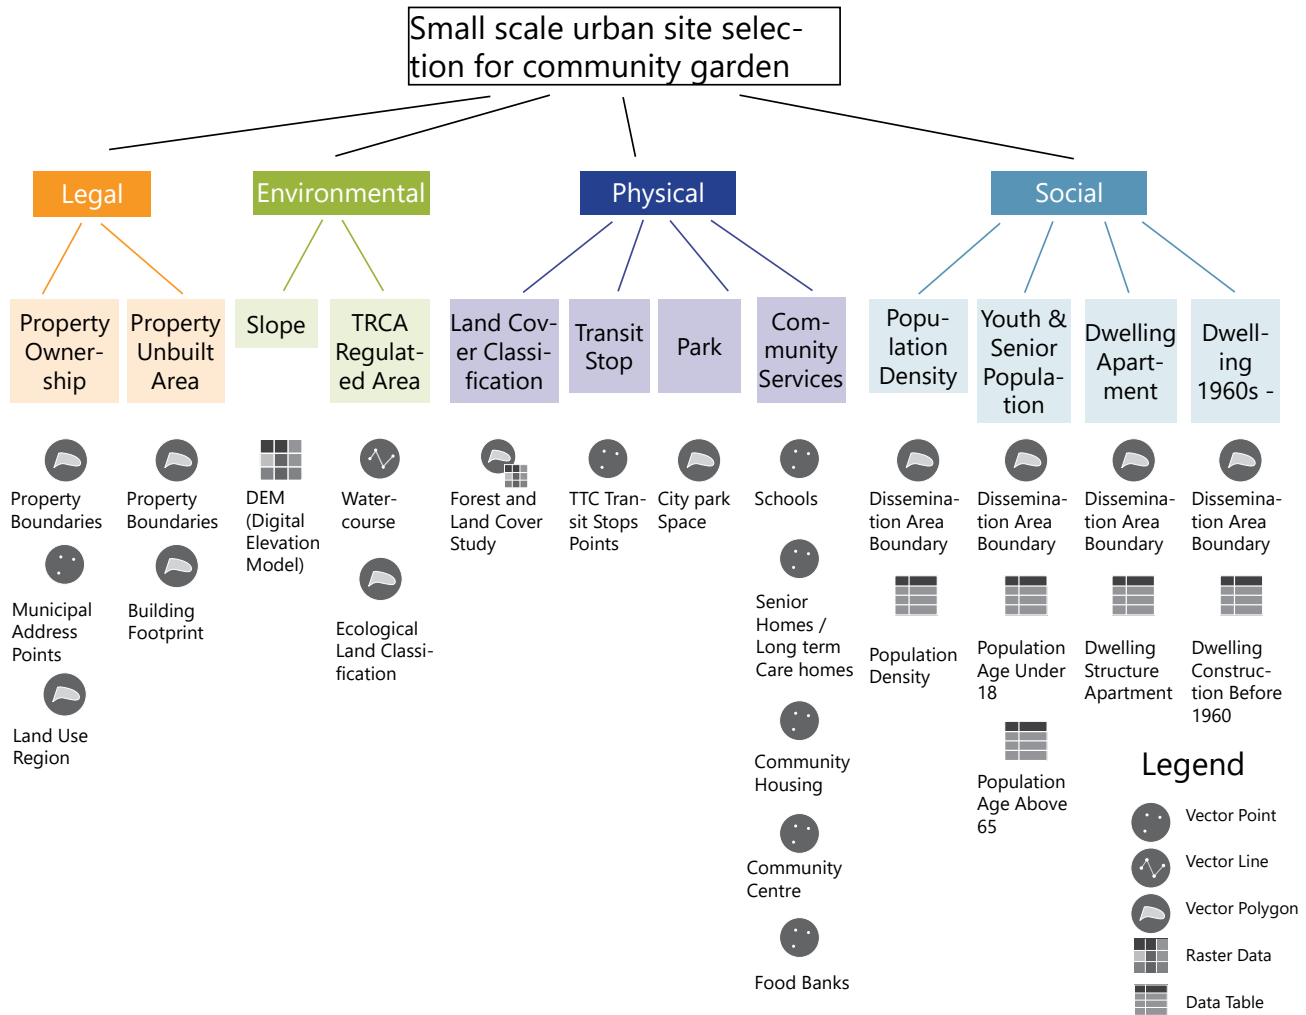 Small scale urban site selec-
tion for community garden
Legal
Environmental
Physical
Social
Property
Owner-
ship
Property
Unbuilt
Area
Slope
TRCA
Regulat-
ed Area
Land Cov-
er Classi-
fication
Transit
Stop
Park
Com-
munity
Services
Popu-
lation
Density
Youth &
Senior
Popula-
tion
Dwelling
Apart-
ment
Dwell-
ing
1960s -
Property
Boundaries
Municipal
Address
Points
Land Use
Region
Property
Boundaries
Building
Footprint
DEM
(Digital
Elevation
Model)
Water-
course
Ecological
Land Classi-
fication
Forest and
Land Cover
Study
TTC Tran-
sit Stops
Points
City park
Space
Schools
Senior
Homes /
Long term
Care homes
Community
Housing
Community
Centre
Food Banks
Dissemina-
tion Area
Boundary
Population
Density
Dissemina-
tion Area
Boundary
Population
Age Under
18
Population
Age Above
65
Dissemina-
tion Area
Boundary
Dwelling
Structure
Apartment
Dissemina-
tion Area
Boundary
Dwelling
Construc-
tion Before
1960
Legend
Vector Point
Vector Line
Vector Polygon
Raster Data
Data Table